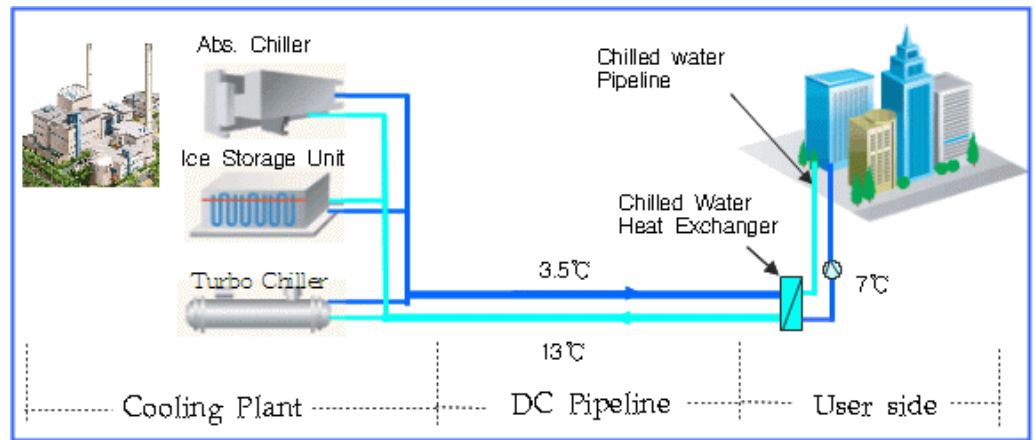 Abs. Chiller
Ice Storage Unit
Turbo Chiller
Chilled water
Pipeline
Chilled Water
Heat Exchanger
3.5℃
7℃
13℃
Cooling Plant
DC Pipeline
User side